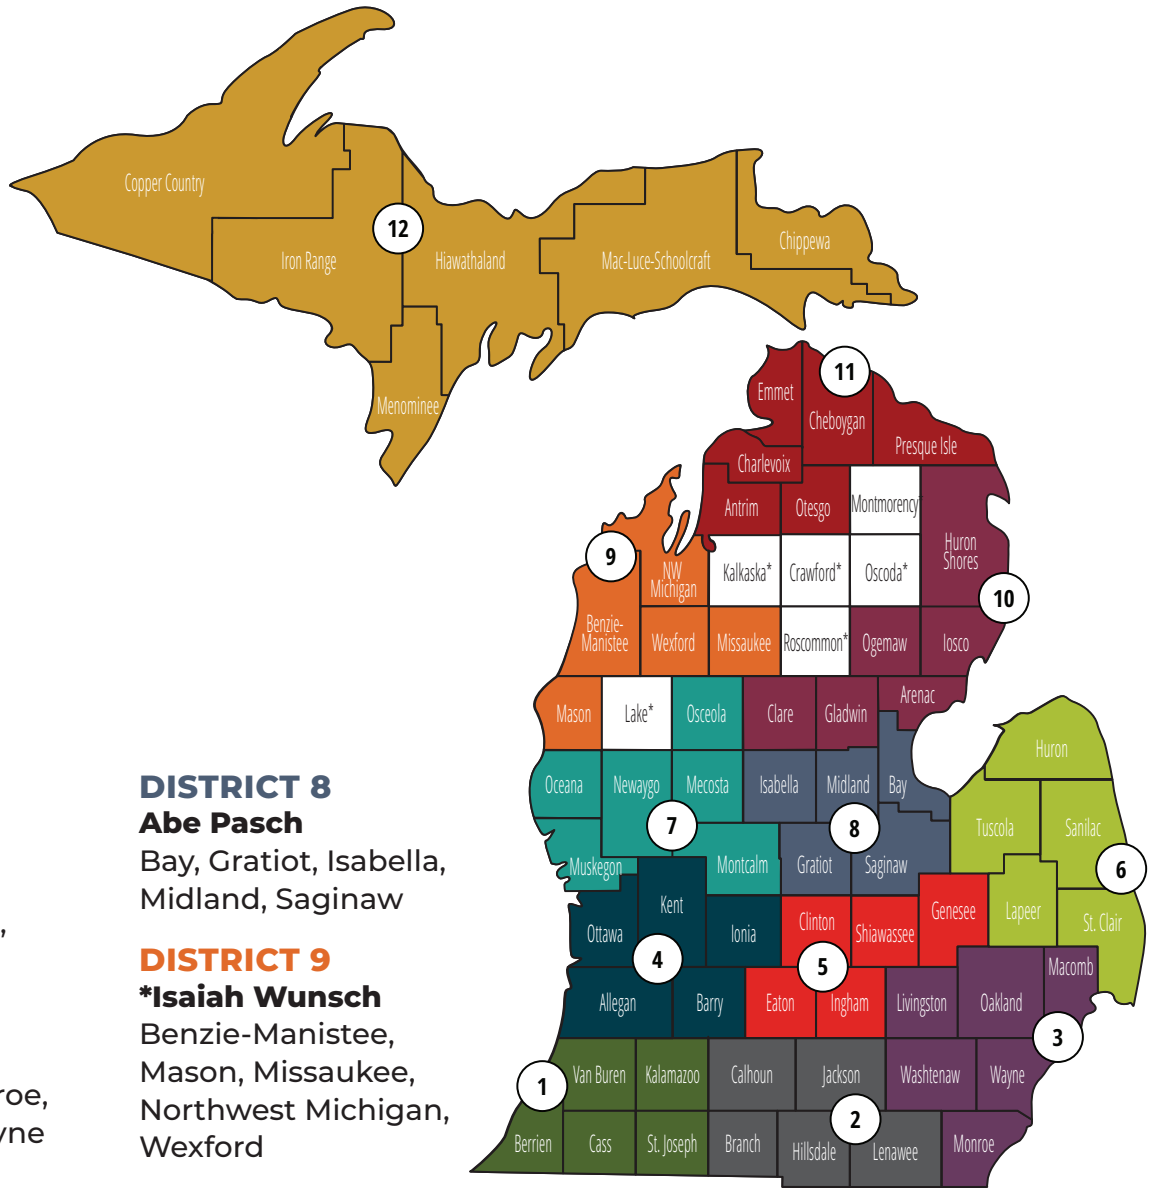 Copper Country
12
Iron Range
Hiawathaland
Mac-Luce-Schoolcraft
Chippewa
Menominee
11
Emmet
Cheboygan
Presque Isle
Charlevoix
Antrim
Otesgo
Montmorency*
Huron
Shores
9
NW
Michigan
Kalkaska*
Crawford*
Oscoda*
10
Benzie-
Manistee
Wexford
Missaukee
Roscommon*
Ogemaw
Iosco
Mason
Lake*
Osceola
Clare
Gladwin
Arenac
Huron
Oceana
Newaygo
Mecosta
Isabella
Midland
Bay
7
8
Tuscola
Sanilac
Muskegon
Montcalm
Gratiot
Saginaw
6
Kent
Ottawa
Ionia
Clinton
Shiawassee
Genesee
Lapeer
St. Clair
4
5
Macomb
Allegan
Barry
Eaton
Ingham
Livingston
Oakland
3
1
Van Buren
Kalamazoo
Calhoun
Jackson
Washtenaw
Wayne
2
Berrien
Cass
St. Joseph
Branch
Hillsdale
Lenawee
Monroe
DISTRICT 8
Abe Pasch
Bay, Gratiot, Isabella,
Midland, Saginaw
DISTRICT 9
*Isaiah Wunsch
Benzie-Manistee,
Mason, Missaukee,
Northwest Michigan,
Wexford
,
roe,
yne